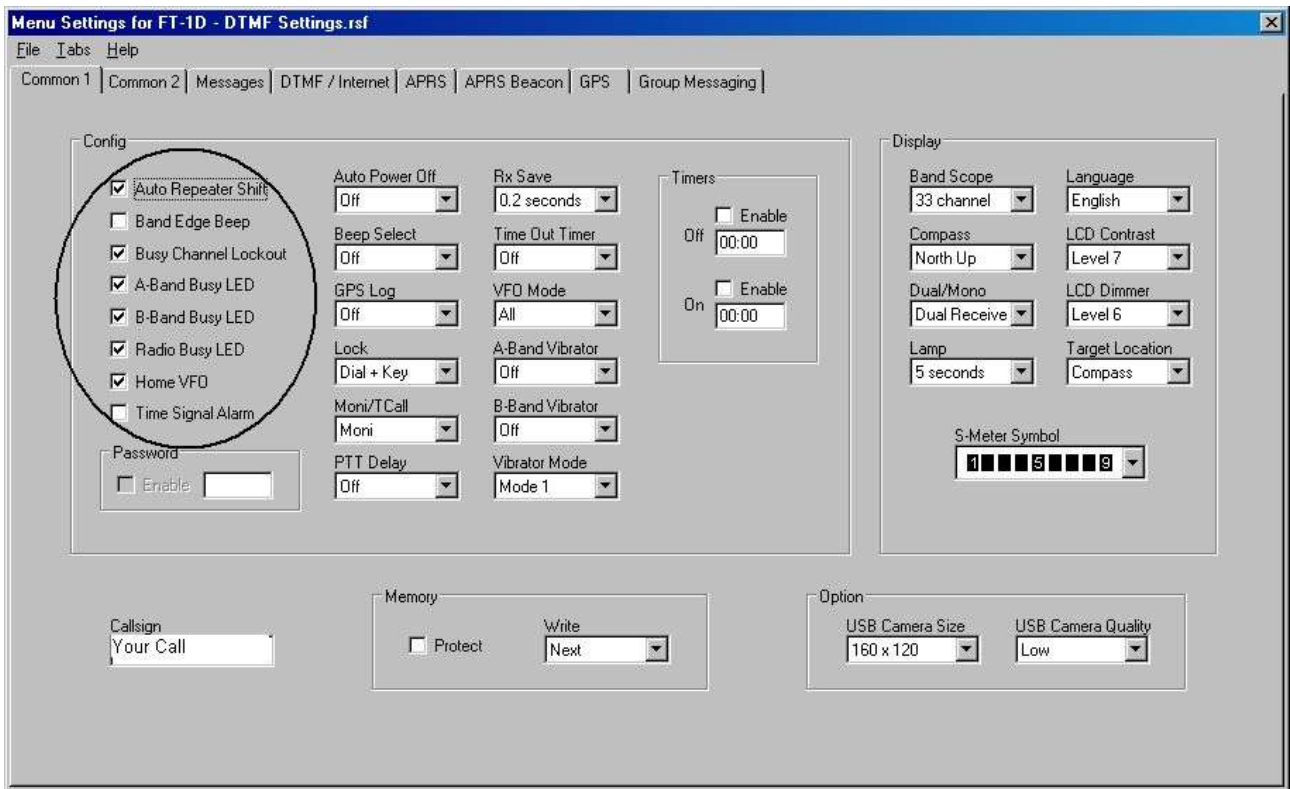 Menu Settings for FT-1D - DTMF Settings.rsf
File Tabs Help
Common 1 Common 2 Messages DTMF / Internet APRS APRS Beacon GPS Group Messaging
Config
Auto Repeater Shift
Band Edge Beep
Busy Channel Lockout
A-Band Busy LED
B-Band Busy LED
Radio Busy LED
Home VFO
Time Signal Alarm
Password
Enable
Auto Power Off
Off
Beep Select
Off
GPS Log
Off
Lock
Dial + Key
Moni/TCall
Moni
PTT Delay
Off
Rx Save
0.2 seconds
Time Out Timer
Off
VFO Mode
All
A-Band Vibrator
Off
B-Band Vibrator
Off
Vibrator Mode
Mode 1
Timers
Enable
Off 00:00
Enable
On 00:00
Display
Band Scope
33 channel
Compass
North Up
Dual/Mono
Dual Receive
Lamp
5 seconds
Language
English
LCD Contrast
Level 7
LCD Dimmer
Level 6
Target Location
Compass
S-Meter Symbol
1 5 9
Callsign
Your Call
Memory
Protect
Write
Next
Option
USB Camera Size
160 x 120
USB Camera Quality
Low